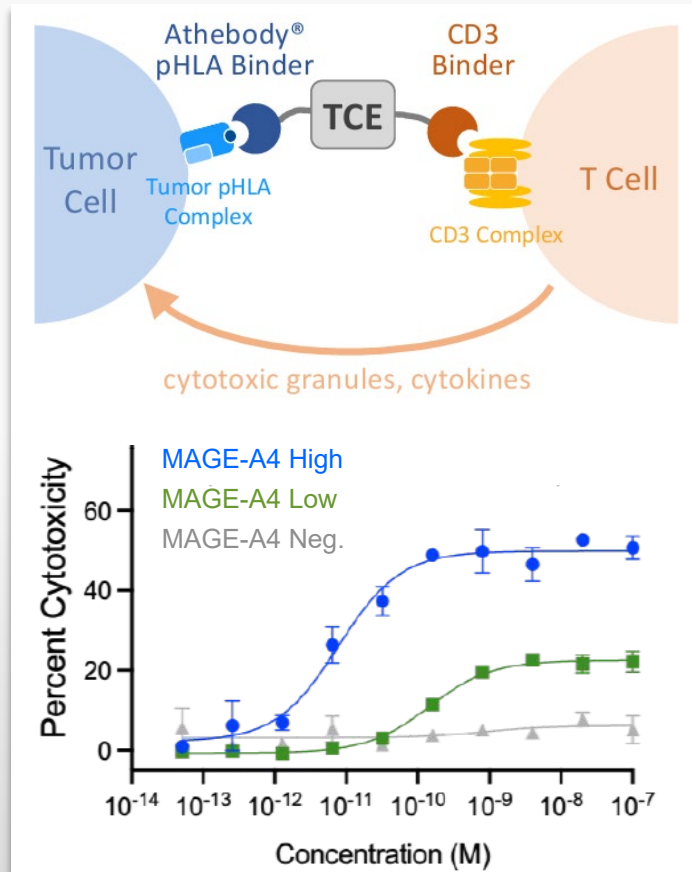 Athebody® pHLA Binder
CD3 Binder
TCE
Tumor Cell
Tumor pHLA Complex
CD3 Complex
T Cell
cytotoxic granules, cytokines
MAGE-A4 High
MAGE-A4 Low
MAGE-A4 Neg.
Percent Cytotoxicity
60
40
20
0
10-14 10-13 10-12 10-11 10-10 10-9 10-8 10-7
Concentration (M)